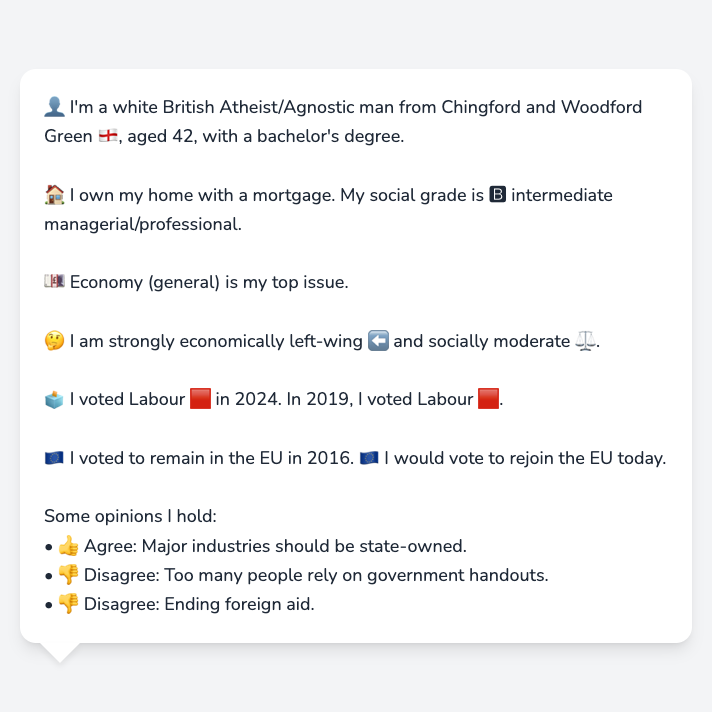 👤 I'm a white British Atheist/Agnostic man from Chingford and Woodford
Green 🏴󠁧󠁢󠁥󠁮󠁧󠁿, aged 42, with a bachelor's degree.
🏠 I own my home with a mortgage. My social grade is 🅱 intermediate
managerial/professional.
💷 Economy (general) is my top issue.
🤔 I am strongly economically left-wing ⬅️ and socially moderate ⚖️.
🗳️ I voted Labour 🟥 in 2024. In 2019, I voted Labour 🟥.
🇪🇺 I voted to remain in the EU in 2016. 🇪🇺 I would vote to rejoin the EU today.
Some opinions I hold:
• 👍 Agree: Major industries should be state-owned.
• 👎 Disagree: Too many people rely on government handouts.
• 👎 Disagree: Ending foreign aid.